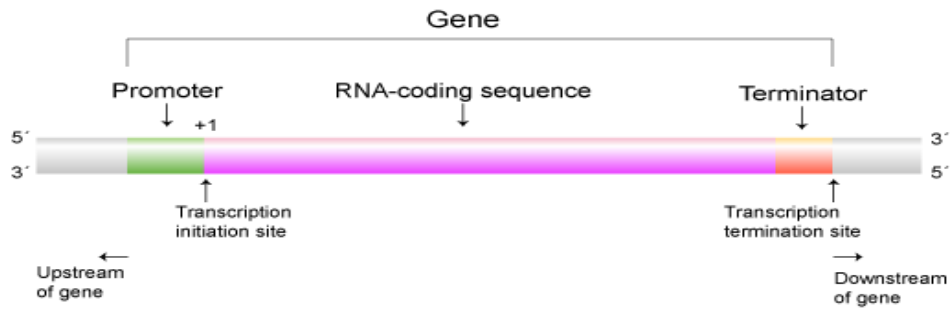 Gene
Promoter
RNA-coding sequence
Terminator
+1
5´
3´
3´
5´
Transcription
initiation site
Transcription
termination site
Upstream
of gene
Downstream
of gene